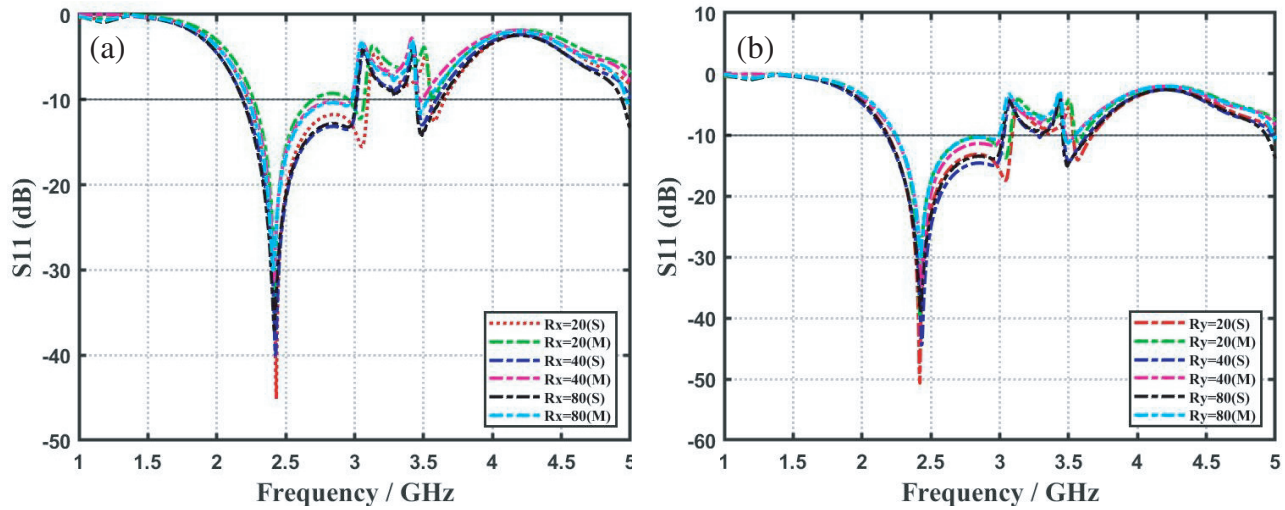 (a)
S11 (dB)
0
-10
-20
-30
-40
-50
1 1.5 2 2.5 3 3.5 4 4.5 5
Frequency / GHz
Rx=20(S)
Rx=20(M)
Rx=40(S)
Rx=40(M)
Rx=80(S)
Rx=80(M)
(b)
S11 (dB)
10
0
-10
-20
-30
-40
-50
-60
1 1.5 2 2.5 3 3.5 4 4.5 5
Frequency / GHz
Ry=20(S)
Ry=20(M)
Ry=40(S)
Ry=40(M)
Ry=80(S)
Ry=80(M)